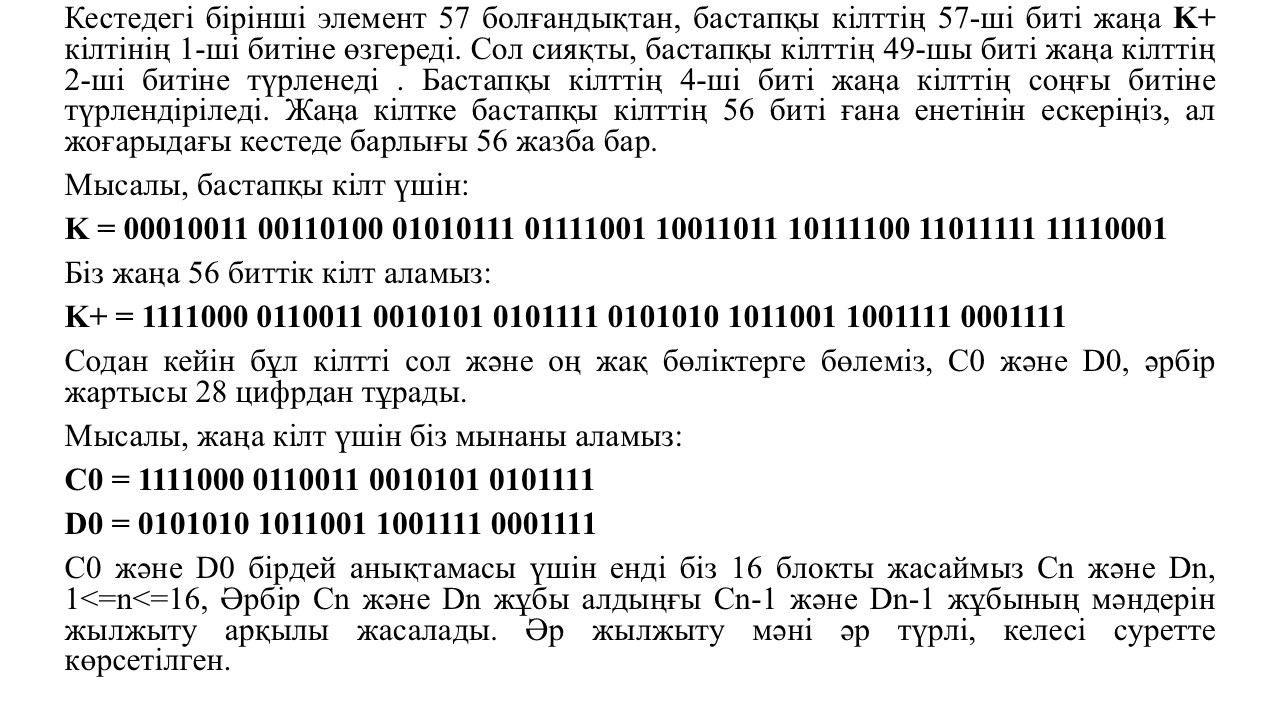 Кестедегі бірінші элемент 57 болғандықтан, бастапқы кілттің 57-ші биті жаңа K+
кілтінің 1-ші битіне өзгереді. Сол сияқты, бастапқы кілттің 49-шы биті жаңа кілттің
2-ші битіне түрленеді . Бастапқы кілттің 4-ші биті жаңа кілттің соңғы битіне
түрлендіріледі. Жаңа кілтке бастапқы кілттің 56 биті ғана енетінін ескеріңіз, ал
жоғарыдағы кестеде барлығы 56 жазба бар.
Мысалы, бастапқы кілт үшін:
K = 00010011 00110100 01010111 01111001 10011011 10111100 11011111 11110001
Біз жаңа 56 биттік кілт аламыз:
K+ = 1111000 0110011 0010101 0101111 0101010 1011001 1001111 0001111
Содан кейін бұл кілтті сол және оң жақ бөліктерге бөлеміз, C0 және D0, әрбір
жартысы 28 цифрдан тұрады.
Мысалы, жаңа кілт үшін біз мынаны аламыз:
C0 = 1111000 0110011 0010101 0101111
D0 = 0101010 1011001 1001111 0001111
C0 және D0 бірдей анықтамасы үшін енді біз 16 блокты жасаймыз Cn және Dn,
1<=n<=16, Әрбір Cn және Dn жұбы алдыңғы Cn-1 және Dn-1 жұбының мәндерін
жылжыту арқылы жасалады. Әр жылжыту мәні әр түрлі, келесі суретте
көрсетілген.